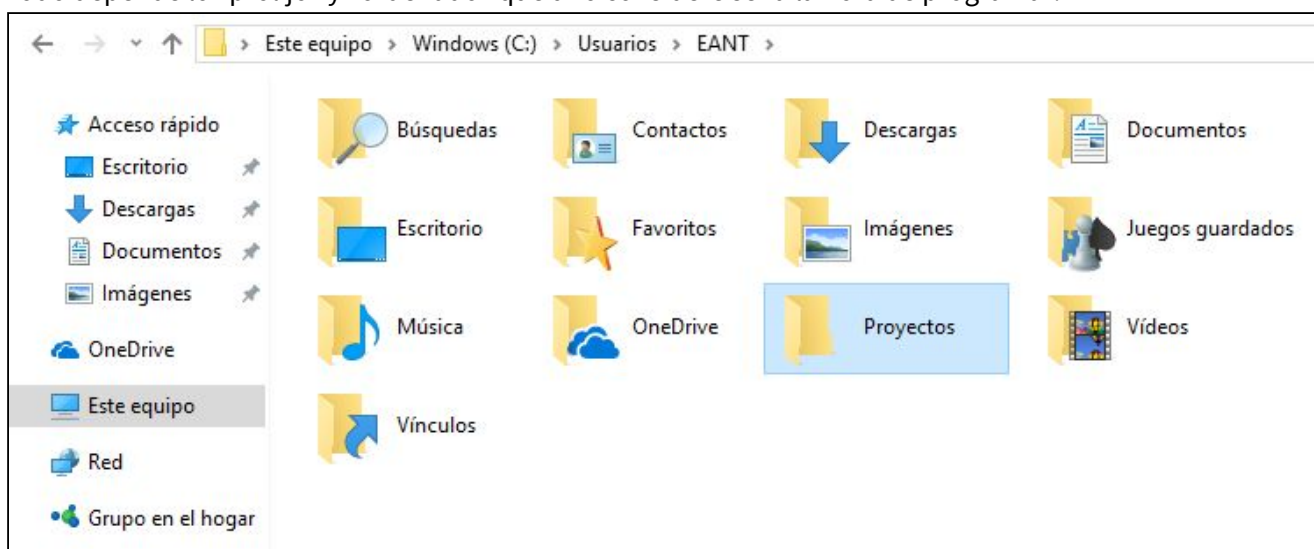 Este equipo > Windows (C:) > Usuarios > EANT >
Acceso rápido
Escritorio
Descargas
Documentos
Imágenes
OneDrive
Este equipo
Red
Grupo en el hogar
Búsquedas
Contactos
Descargas
Documentos
Escritorio
Favoritos
Imágenes
Juegos guardados
Música
OneDrive
Proyectos
Vídeos
Vínculos